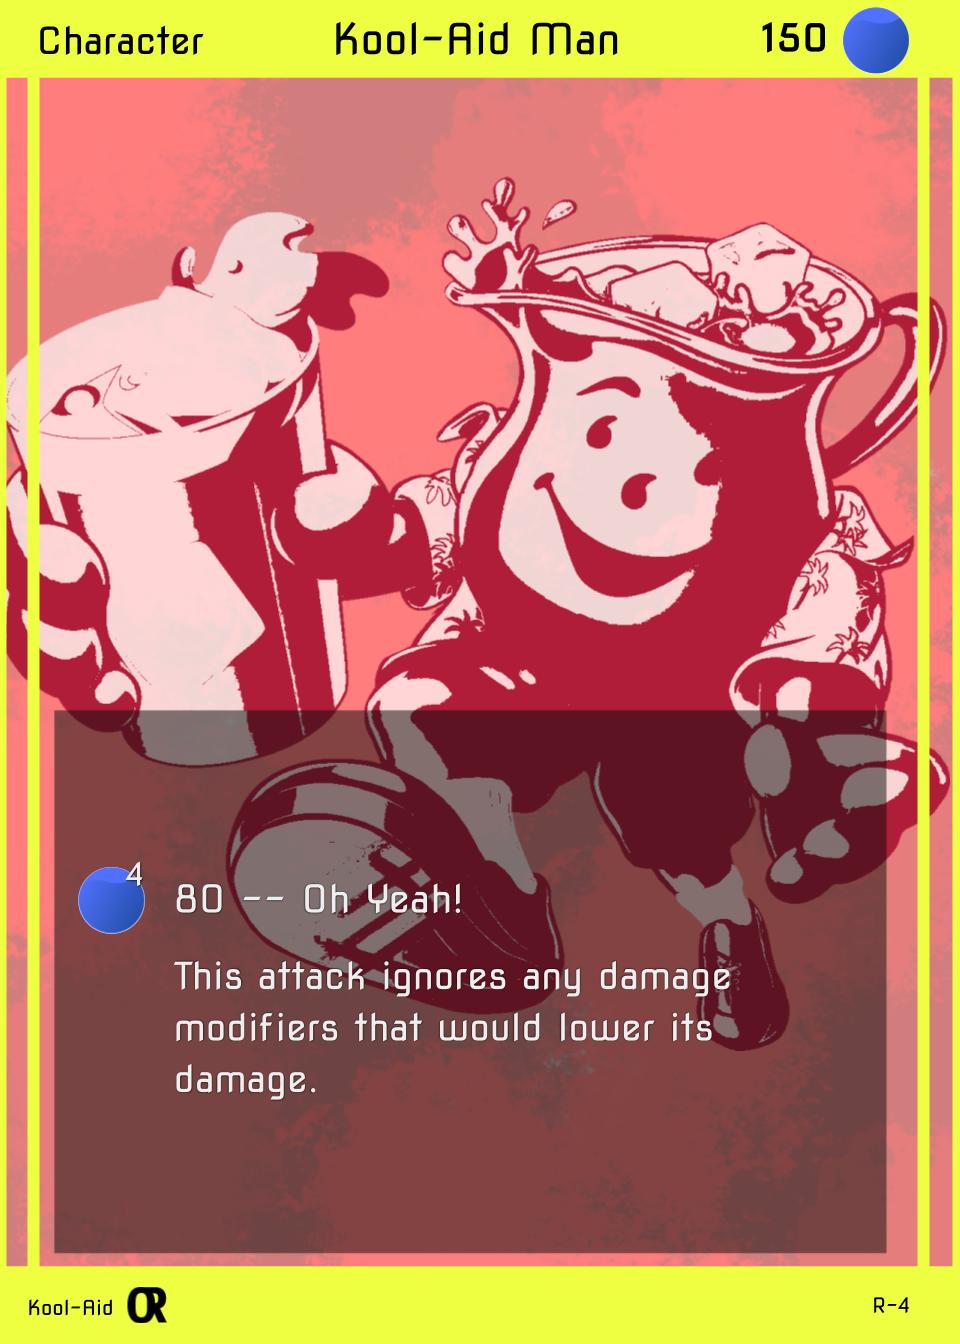 Character
Kool-Aid Man
150
4
80 -- Oh Yeah!
This attack ignores any damage
modifiers that would lower its
damage.
Kool-Aid OR
R-4